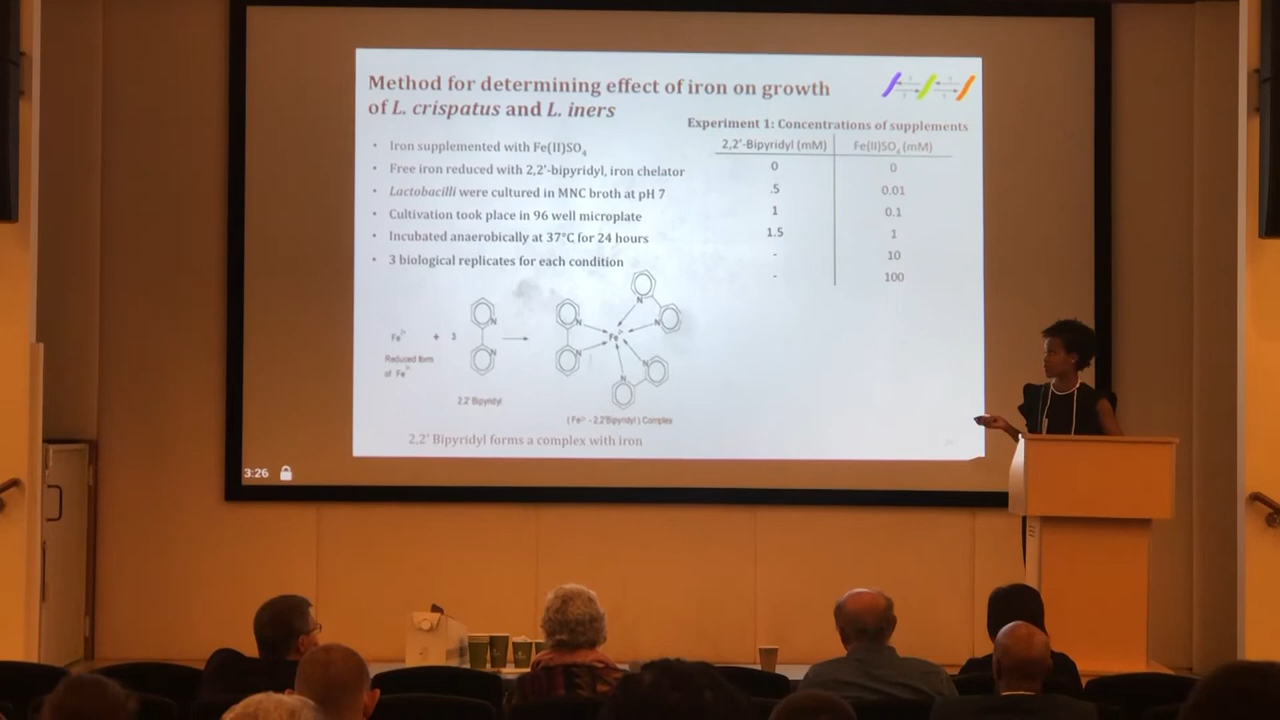 Method for determining effect of iron on growth
of L. crispatus and L. iners
• Iron supplemented with Fe(II)SO4
• Free iron reduced with 2,2'-bipyridyl, iron chelator
• Lactobacilli were cultured in MNC broth at pH 7
• Cultivation took place in 96 well microplate
• Incubated anaerobically at 37°C for 24 hours
• 3 biological replicates for each condition
Experiment 1: Concentrations of supplements
2,2'-Bipyridyl (mM) Fe(II)SO4 (mM)
0 0
.5 0.01
1 0.1
1.5 1
- 10
- 100
Fe2+ + 3
N
N
N
N
N
N
N
N
Fe2+
Reduced form
of Fe
2,2' Bipyridyl
(Fe2+ - 2,2'Bipyridyl) Complex
2,2' Bipyridyl forms a complex with iron
3:26